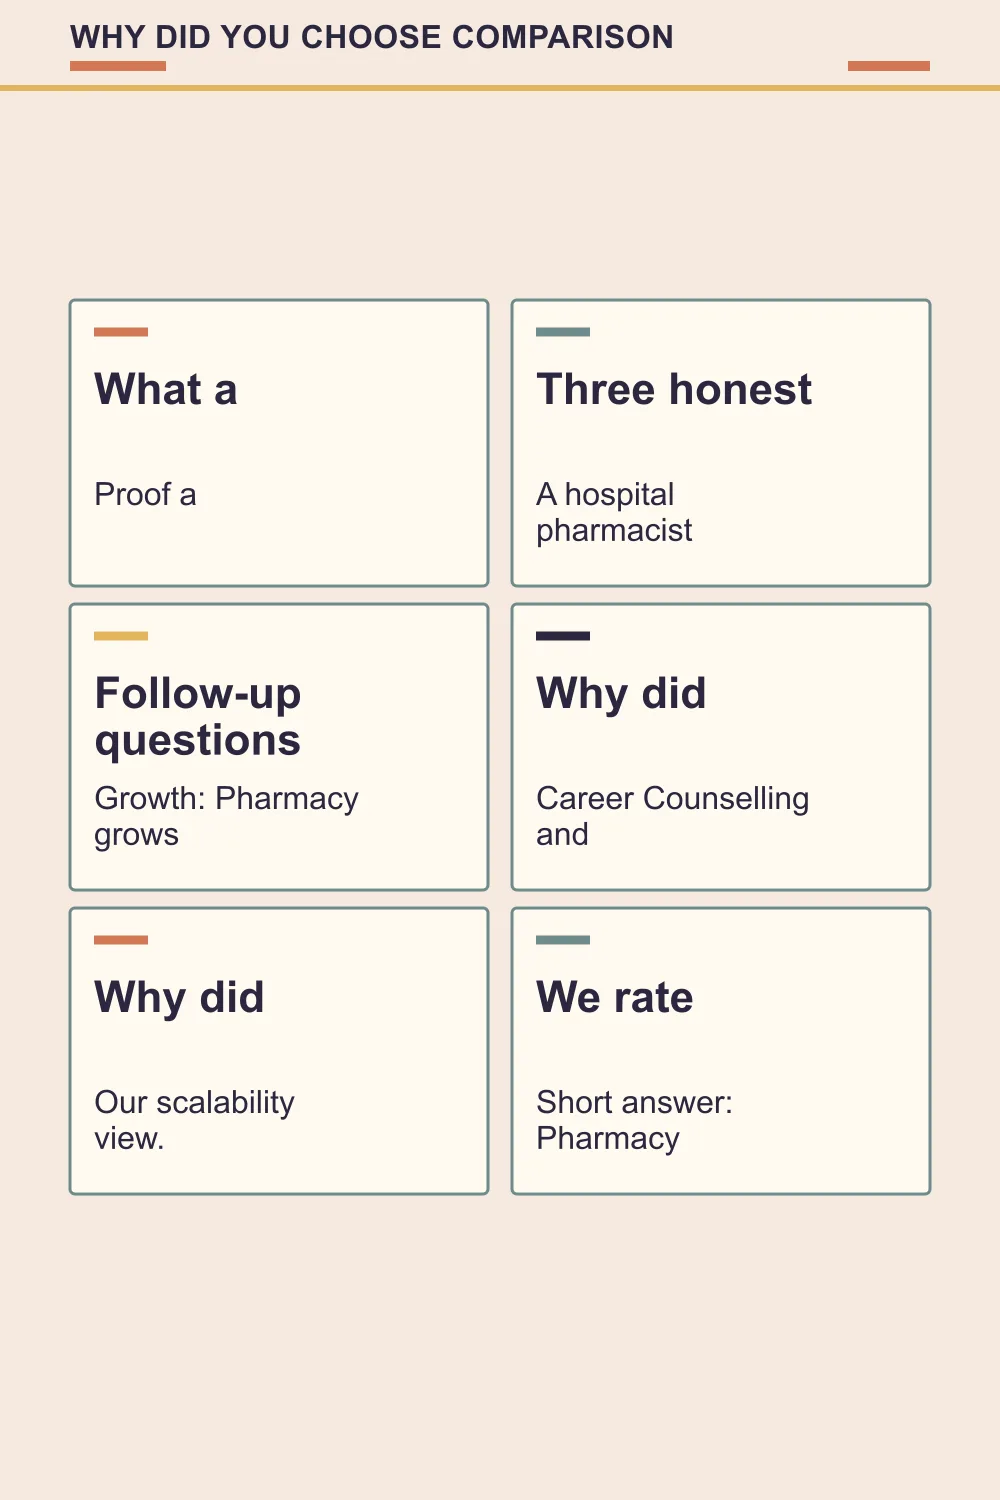 WHY DID YOU CHOOSE COMPARISON
What a
Proof a
Three honest
A hospital
pharmacist
Follow-up
questions
Growth: Pharmacy
grows
Why did
Career Counselling
and
Why did
Our scalability
view.
We rate
Short answer:
Pharmacy